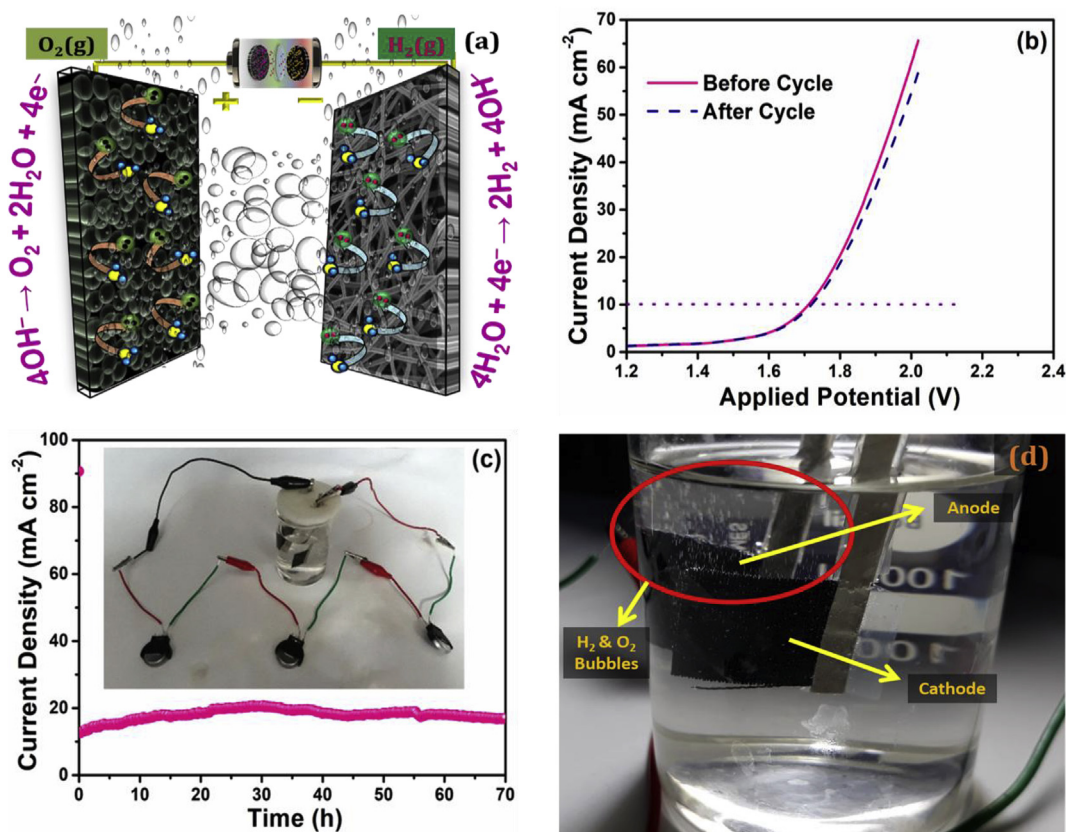 O₂(g)
H₂(g)
(a)
+
−
4OH⁻→ O₂ + 2H₂O + 4e⁻
4H₂O + 4e⁻→ 2H₂ + 4OH⁻
(b)
Before Cycle
After Cycle
Current Density (mA cm⁻²)
70
60
50
40
30
20
10
0
1.2 1.4 1.6 1.8 2.0 2.2 2.4
Applied Potential (V)
(c)
Current Density (mA cm⁻²)
100
80
60
40
20
0
0 10 20 30 40 50 60 70
Time (h)
(d)
Anode
H₂ & O₂
Bubbles
Cathode
100
100